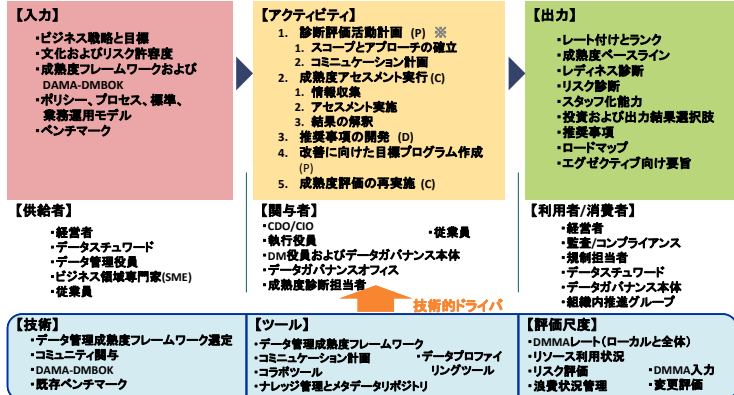 【入力】
・ビジネス戦略と目標
・文化およびリスク許容度
・成熟度フレームワークおよび
DAMA-DMBOK
・ポリシー、プロセス、標準、
業務運用モデル
・ベンチマーク
【アクティビティ】
1. 診断評価活動計画 (P) ※
1. スコープとアプローチの確立
2. コミュニケーション計画
2. 成熟度アセスメント実行 (C)
1. 情報収集
2. アセスメント実施
3. 結果の解釈
3. 推奨事項の開発 (D)
4. 改善に向けた目標プログラム作成
(P)
5. 成熟度評価の再実施 (C)
【出力】
・レート付けとランク
・成熟度ベースライン
・レディネス診断
・リスク診断
・スタッフ化能力
・投資および出力結果選択肢
・推奨事項
・ロードマップ
・エグゼクティブ向け要旨
【供給者】
・経営者
・データスチュワード
・データ管理役員
・ビジネス領域専門家(SME)
・従業員
【関与者】
・CDO/CIO
・執行役員
・DM役員およびデータガバナンス本体
・データガバナンスオフィス
・成熟度診断担当者
・従業員
【利用者/消費者】
・経営者
・監査/コンプライアンス
・規制担当者
・データスチュワード
・データガバナンス本体
・組織内推進グループ
技術的ドライバ
【技術】
・データ管理成熟度フレームワーク選定
・コミュニティ関与
・DAMA-DMBOK
・既存ベンチマーク
【ツール】
・データ管理成熟度フレームワーク
・コミニュケーション計画
・コラボツール
・ナレッジ管理とメタデータリポジトリ
・データプロファイ
リングツール
【評価尺度】
・DMMAレート(ローカルと全体)
・リソース利用状況
・リスク評価
・浪費状況管理
・DMMA入力
・変更評価